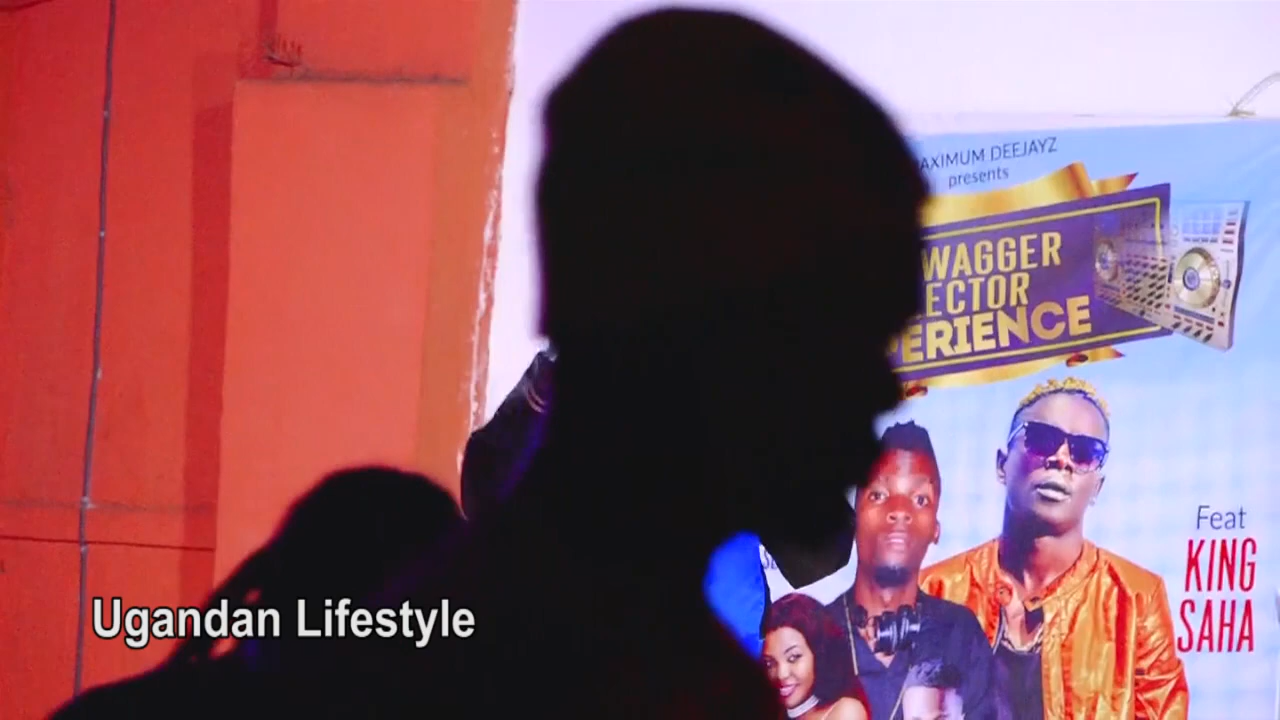 AXIMUM DEEJAYZ
presents
WAGGER
ECTOR
PERIENCE
Feat
KING
SAHA
Ugandan Lifestyle